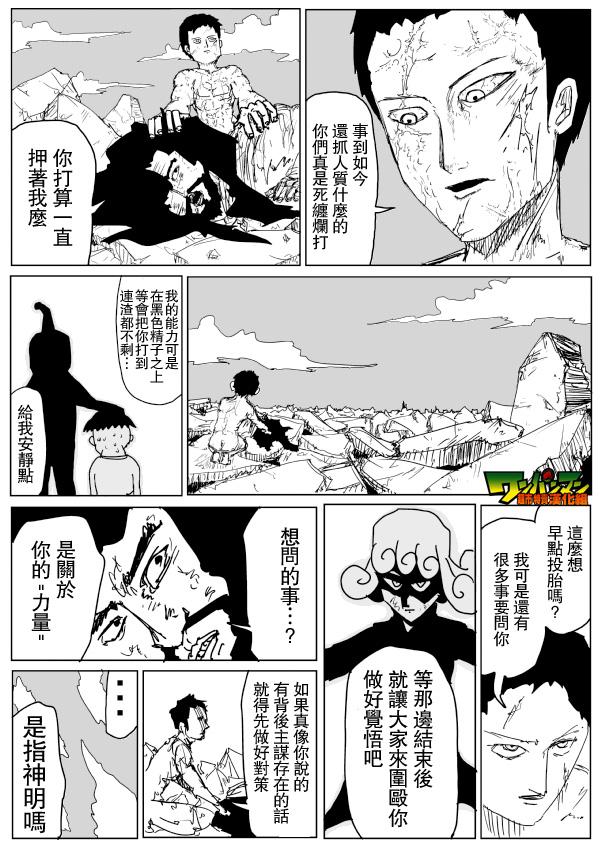 事到如今
還抓人質什麼的
你們真是死纏爛打
你打算一直
押著我麼
我的能力可是
在黑色精子之上
等會把你打到
連渣都不剩…
給我安靜點
ワンパンマン
這麼想
早點投胎嗎？
我可是還有
很多事要問你
等那邊結束後
就讓大家來圍毆你
做好覺悟吧
想問的事…？
是關於
你的"力量"
如果真像你說的
有背後主謀存在的話
就得先做好對策
…
是指神明嗎